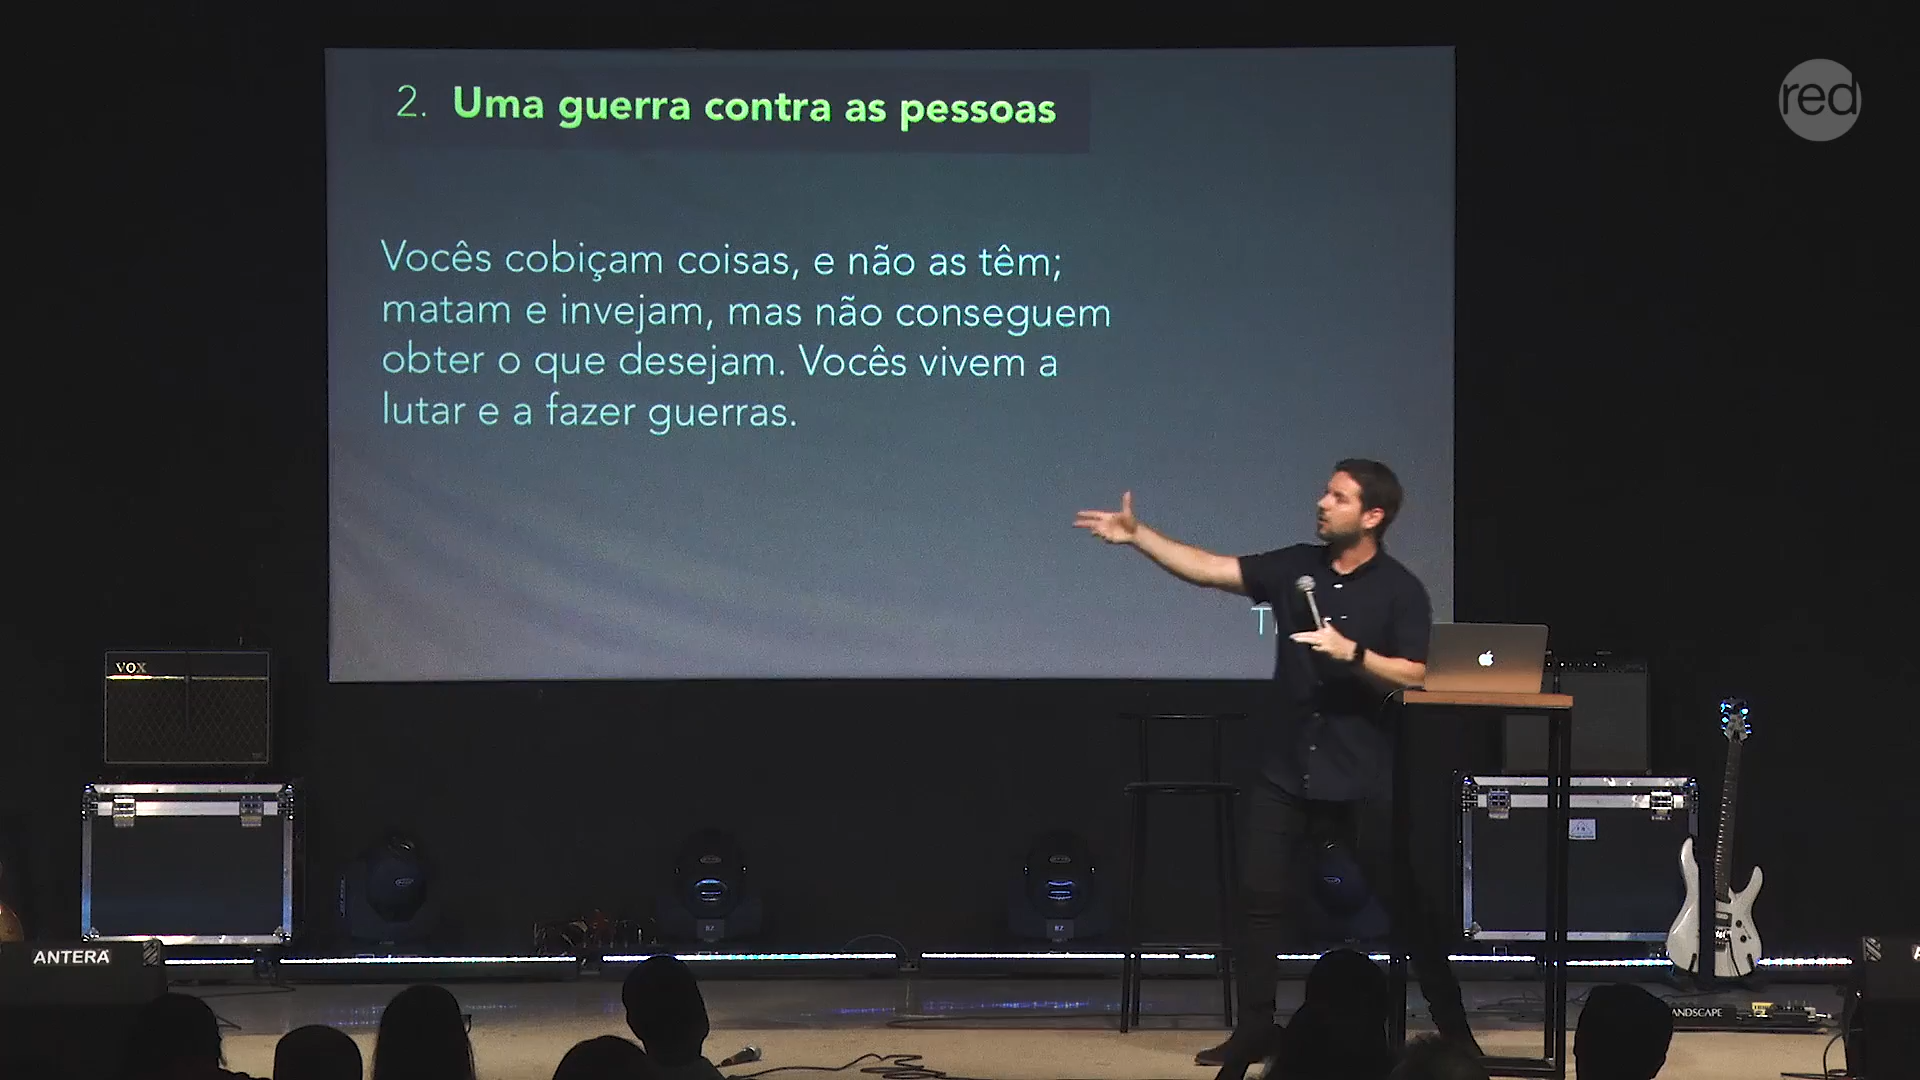 red
2. Uma guerra contra as pessoas
Vocês cobiçam coisas, e não as têm;
matam e invejam, mas não conseguem
obter o que desejam. Vocês vivem a
lutar e a fazer guerras.
VOX
ANTERA